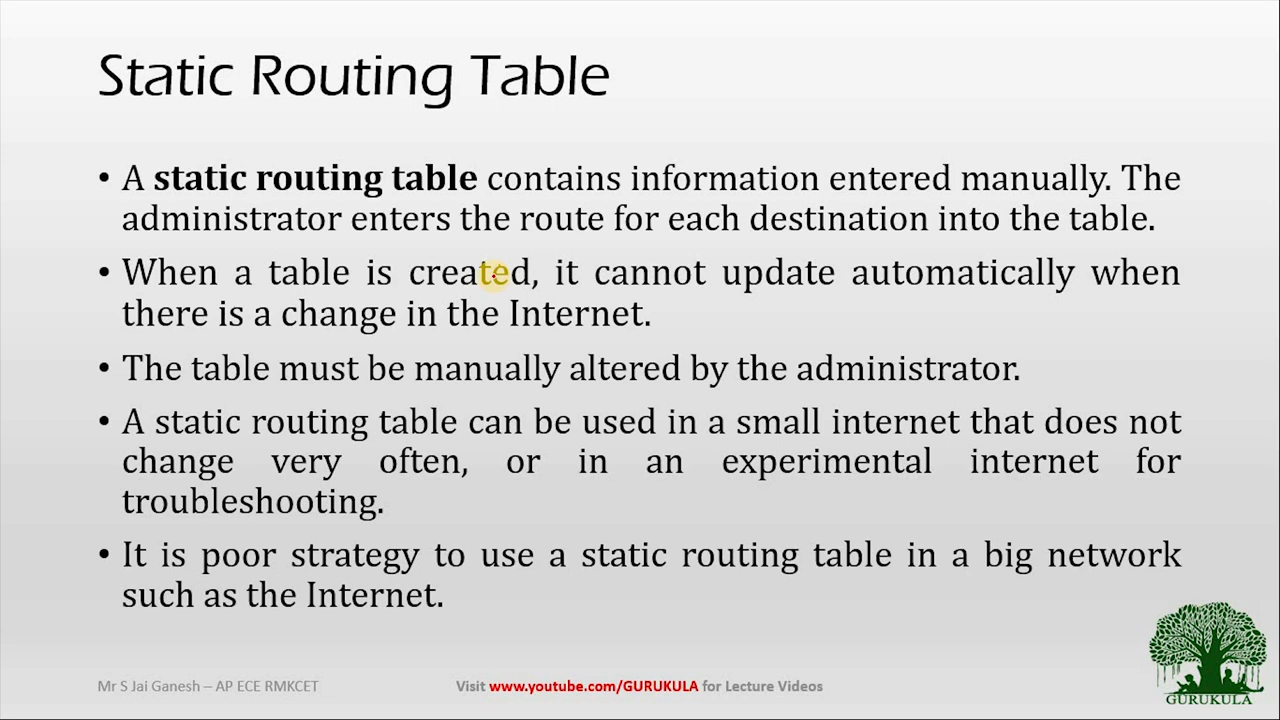 Static Routing Table
• A static routing table contains information entered manually. The
administrator enters the route for each destination into the table.
• When a table is created, it cannot update automatically when
there is a change in the Internet.
• The table must be manually altered by the administrator.
• A static routing table can be used in a small internet that does not
change very often, or in an experimental internet for
troubleshooting.
• It is poor strategy to use a static routing table in a big network
such as the Internet.
Mr S Jai Ganesh – AP ECE RMKCET
Visit www.youtube.com/GURUKULA for Lecture Videos
GURUKULA